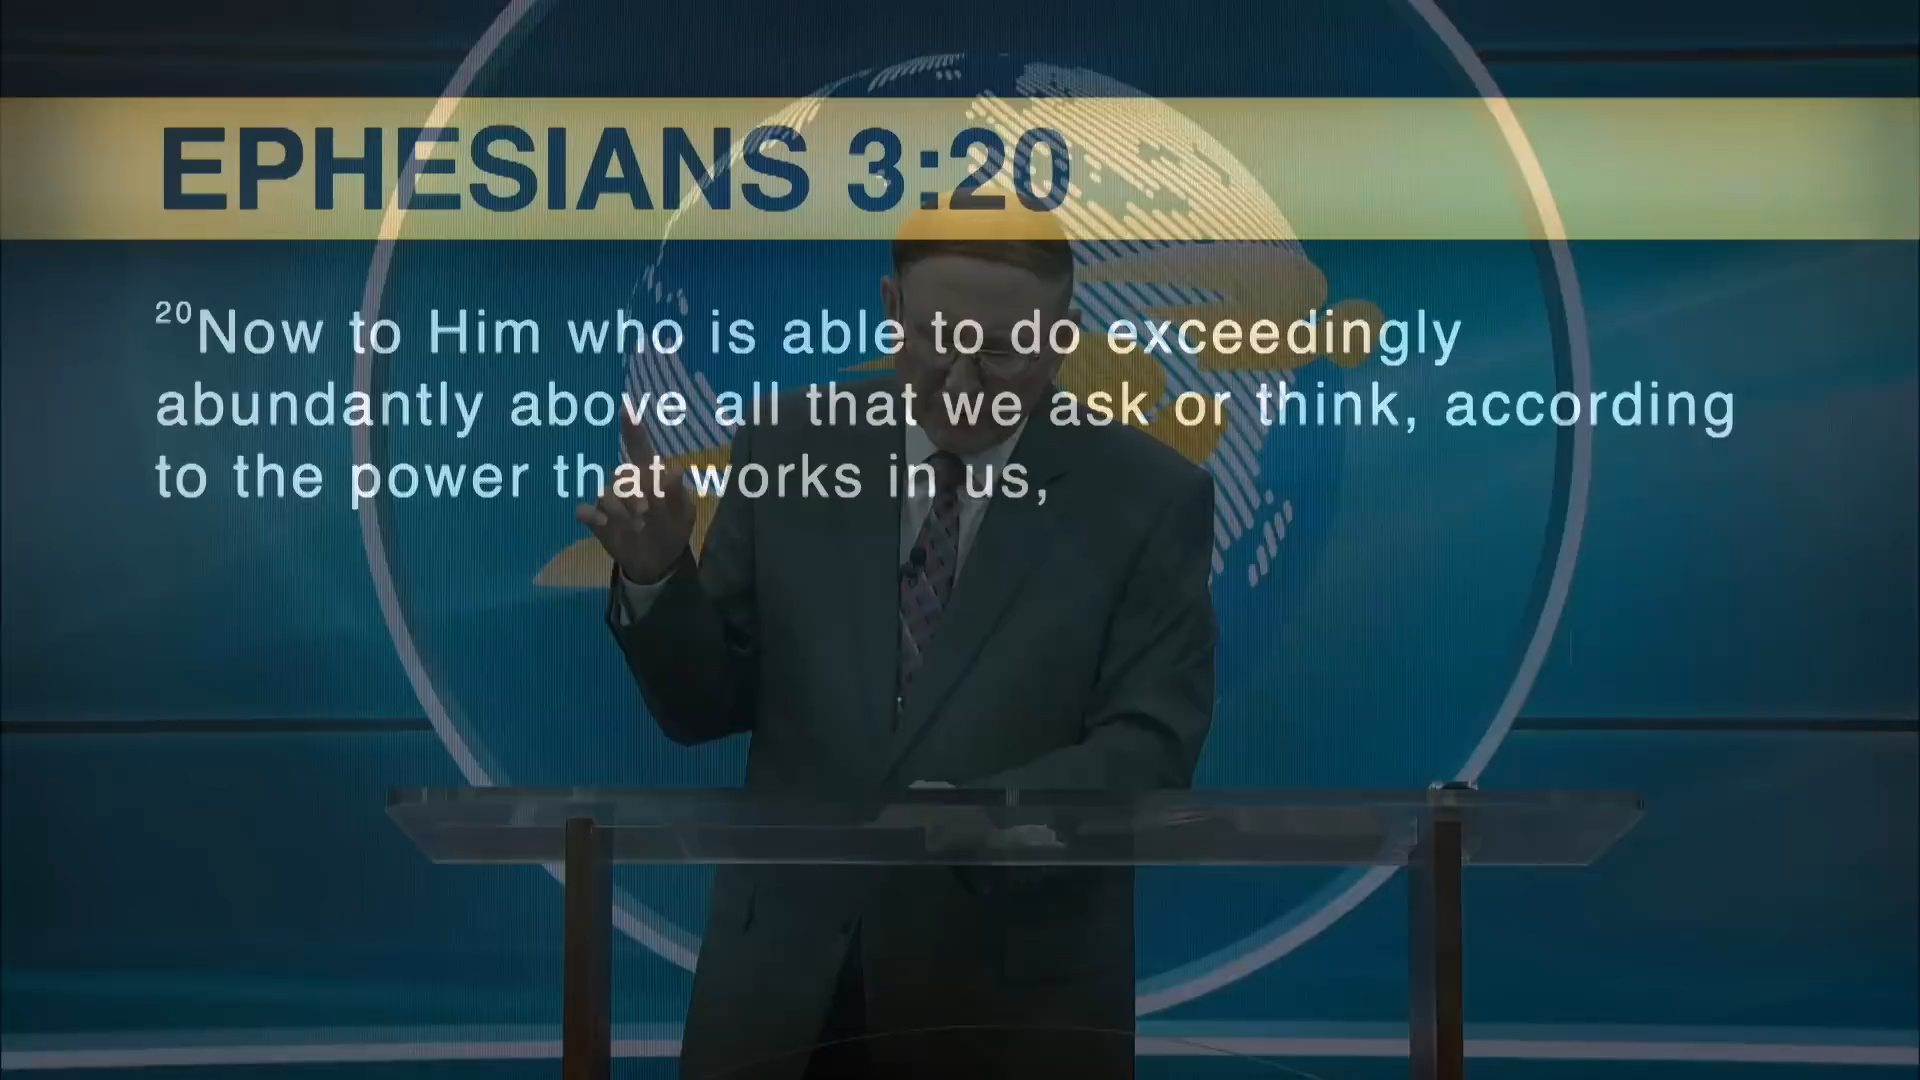 EPHESIANS 3:20
20Now to Him who is able to do exceedingly
abundantly above all that we ask or think, according
to the power that works in us,